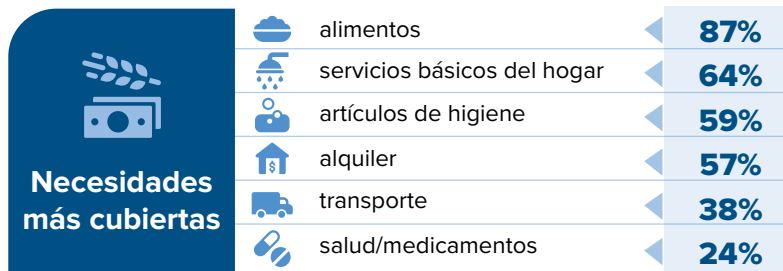 Necesidades
más cubiertas
alimentos 87%
servicios básicos del hogar 64%
artículos de higiene 59%
$
alquiler 57%
transporte 38%
salud/medicamentos 24%